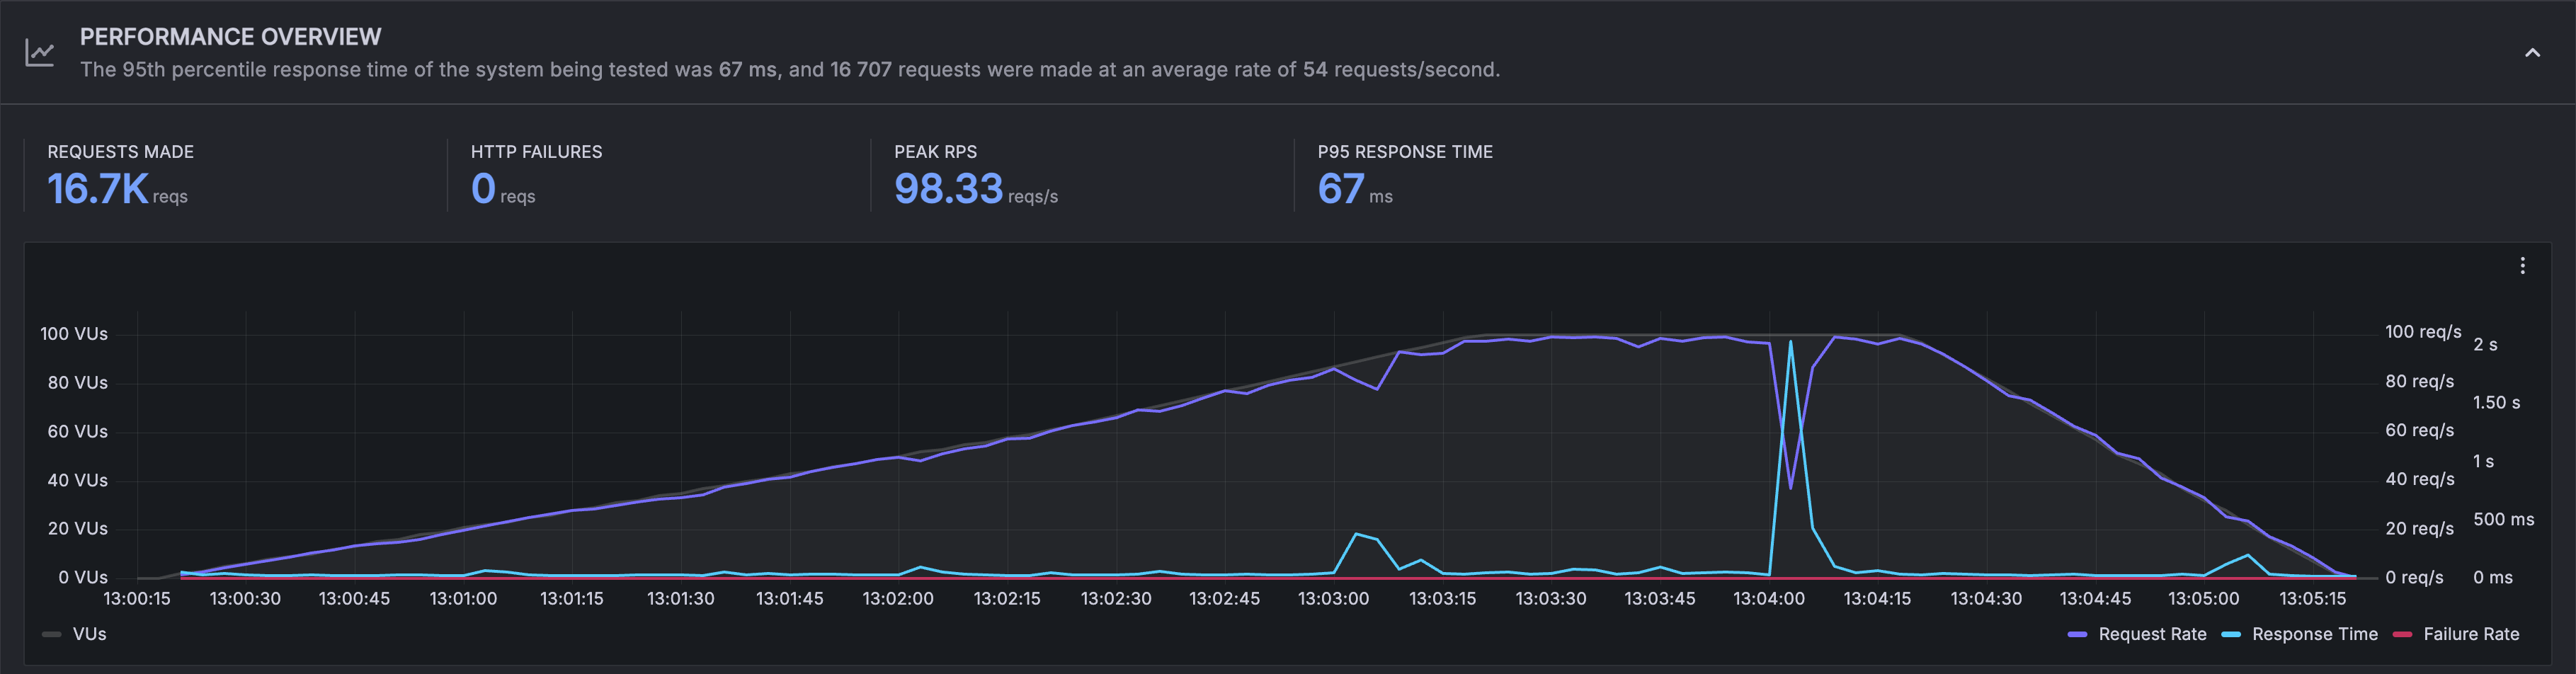 PERFORMANCE OVERVIEW
The 95th percentile response time of the system being tested was 67 ms, and 16 707 requests were made at an average rate of 54 requests/second.
REQUESTS MADE
16.7K reqs
HTTP FAILURES
0 reqs
PEAK RPS
98.33 reqs/s
P95 RESPONSE TIME
67 ms
100 VUs
80 VUs
60 VUs
40 VUs
20 VUs
0 VUs
100 req/s
80 req/s
60 req/s
40 req/s
20 req/s
0 req/s
2 s
1.50 s
1 s
500 ms
0 ms
13:00:15 13:00:30 13:00:45 13:01:00 13:01:15 13:01:30 13:01:45 13:02:00 13:02:15 13:02:30 13:02:45 13:03:00 13:03:15 13:03:30 13:03:45 13:04:00 13:04:15 13:04:30 13:04:45 13:05:00 13:05:15
VUs
Request Rate Response Time Failure Rate